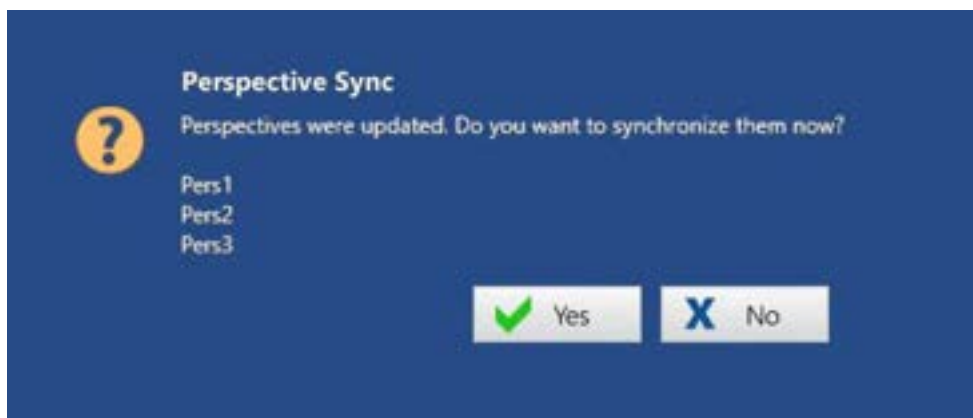 Perspective Sync
Perspectives were updated. Do you want to synchronize them now?
Pers1
Pers2
Pers3
Yes
No